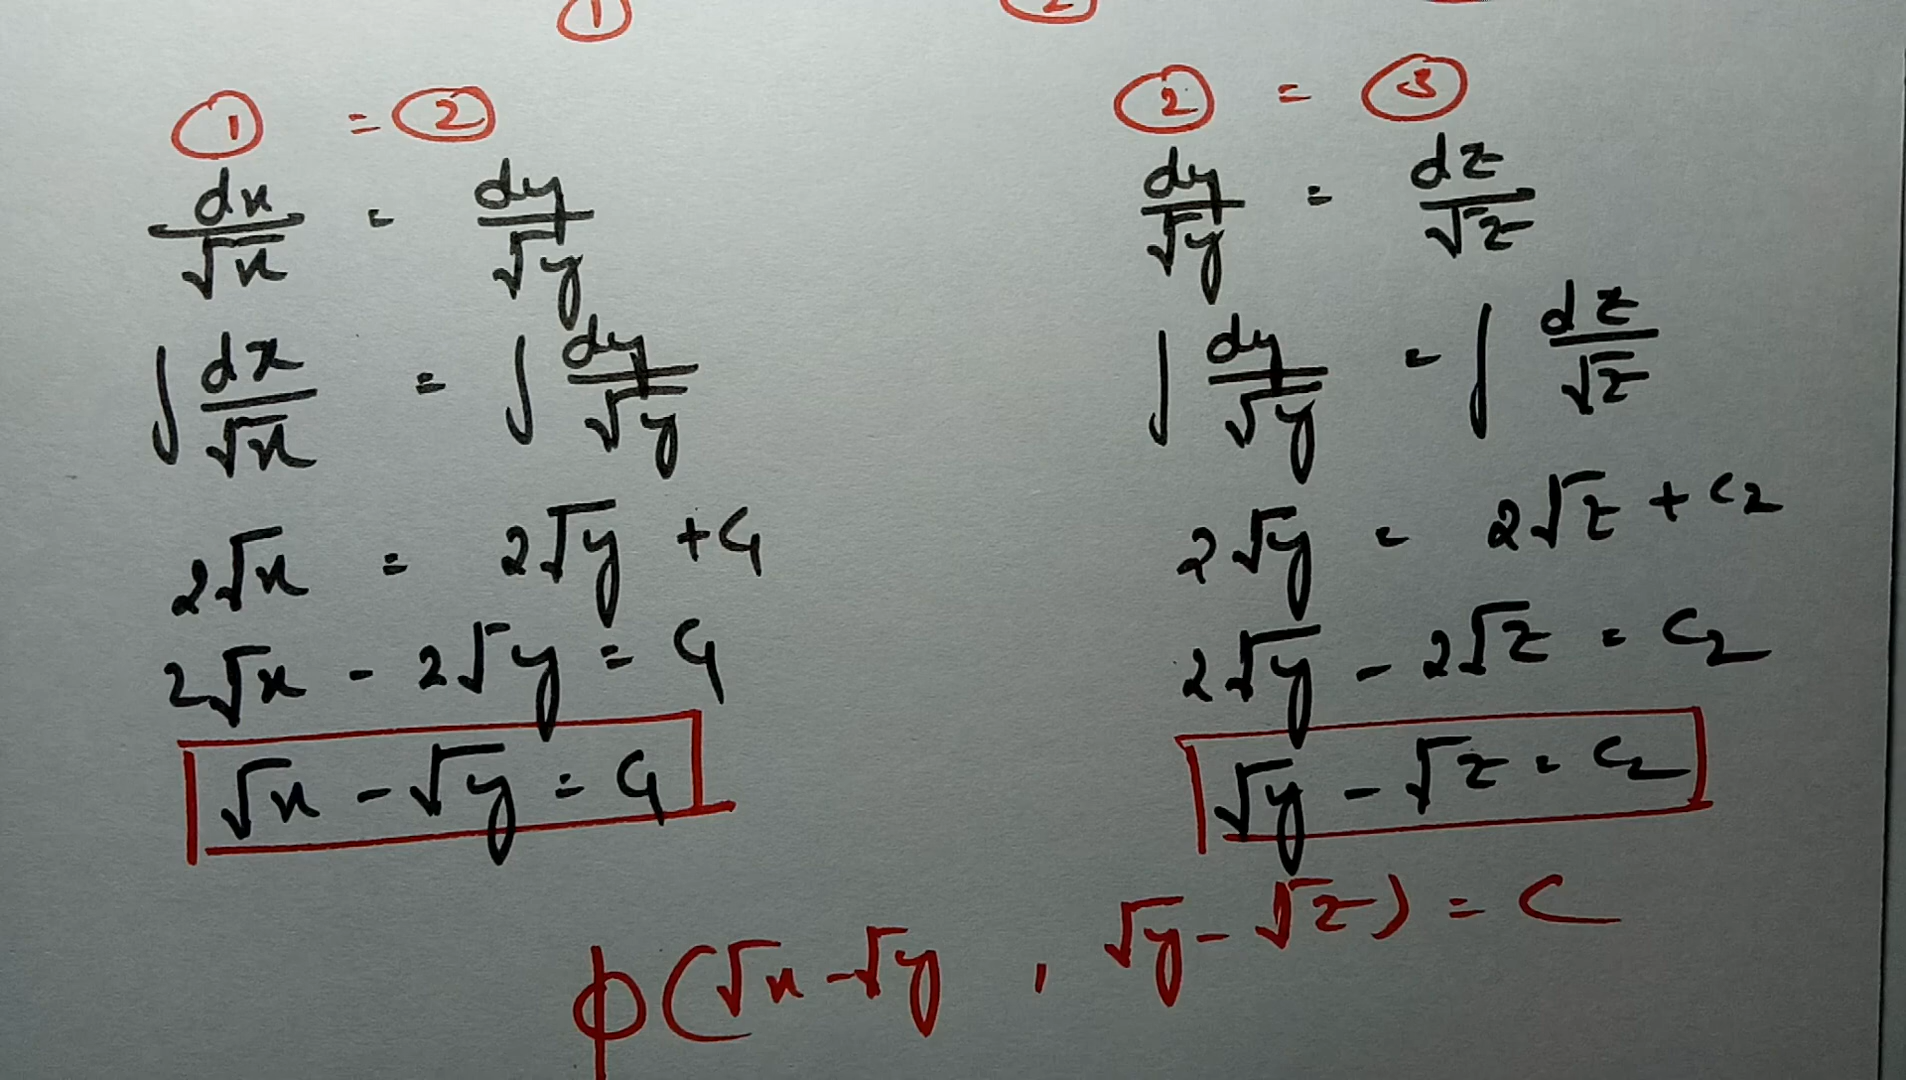 ① ②
① = ② ② = ③
dx/√x = dy/√y dy/√y = dz/√z
∫ dx/√x = ∫ dy/√y ∫ dy/√y = ∫ dz/√z
2√x = 2√y + C₁ 2√y = 2√z + C₂
2√x - 2√y = C₁ 2√y - 2√z = C₂
√x - √y = C₁ √y - √z = C₂
ϕ(√x - √y , √y - √z) = C